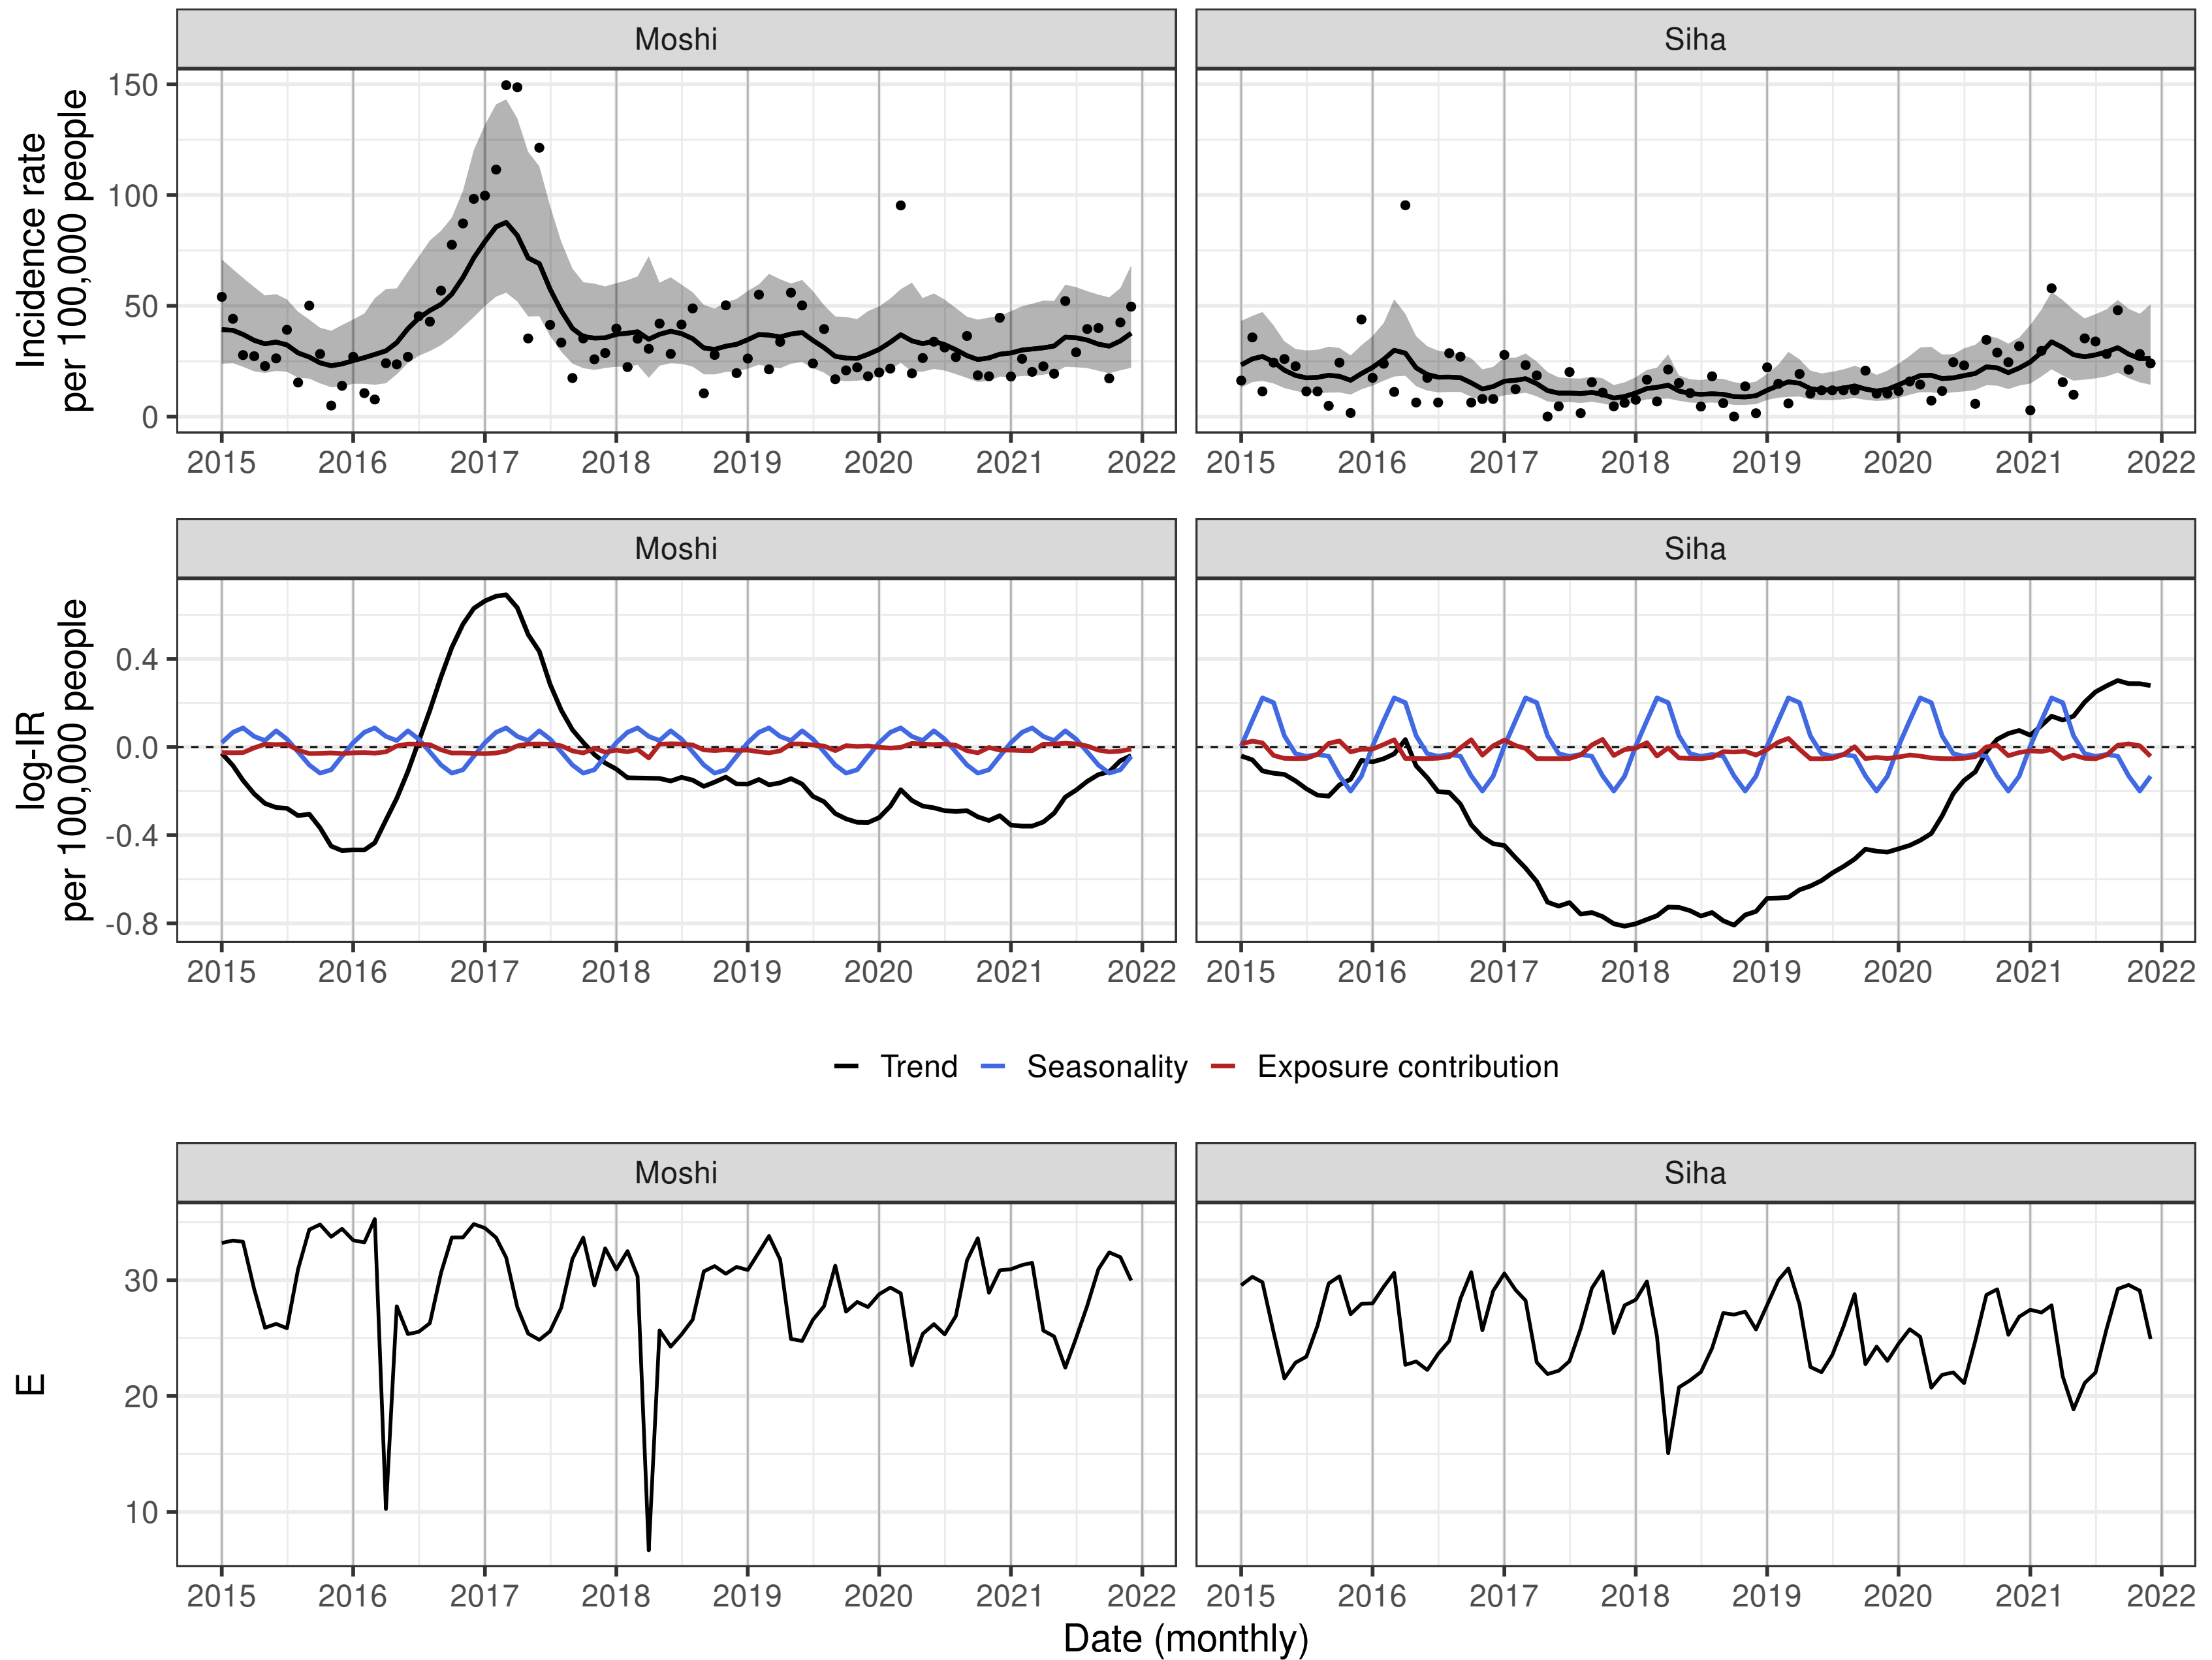 Moshi Siha
Incidence rate
per 100,000 people
150
100
50
0
2015 2016 2017 2018 2019 2020 2021 2022 2015 2016 2017 2018 2019 2020 2021 2022
Moshi Siha
log-IR
per 100,000 people
0.4
0.0
-0.4
-0.8
2015 2016 2017 2018 2019 2020 2021 2022 2015 2016 2017 2018 2019 2020 2021 2022
Trend Seasonality Exposure contribution
Moshi Siha
E
30
20
10
2015 2016 2017 2018 2019 2020 2021 2022 2015 2016 2017 2018 2019 2020 2021 2022
Date (monthly)